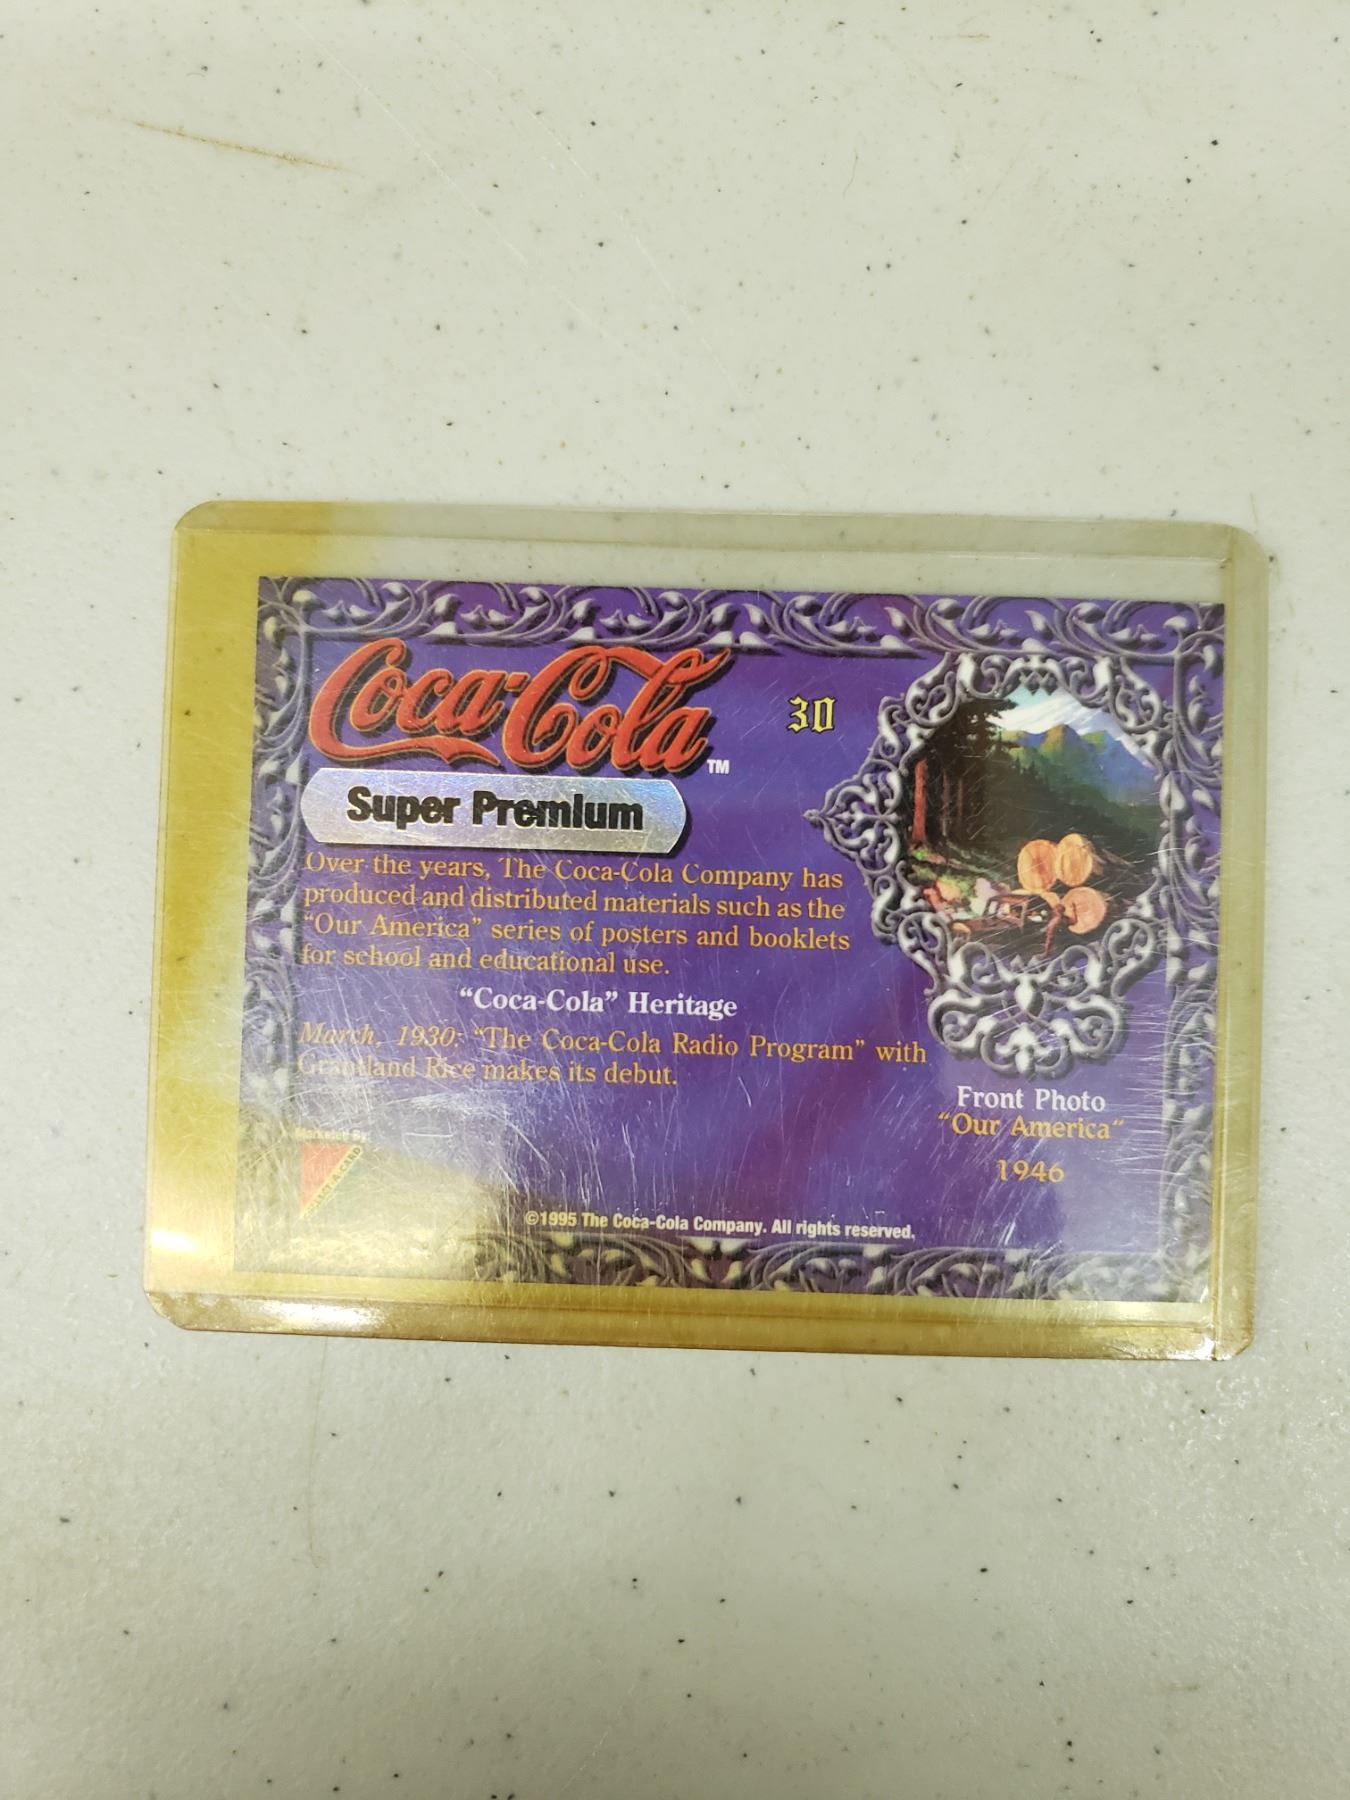 Coca-Cola
TM
30
Super Premium
Over the years, The Coca-Cola Company has
produced and distributed materials such as the
“Our America” series of posters and booklets
for school and educational use.
“Coca-Cola” Heritage
March, 1930: “The Coca-Cola Radio Program” with
Grantland Rice makes its debut.
Front Photo
“Our America“
1946
Marketed By:
©1995 The Coca-Cola Company. All rights reserved.